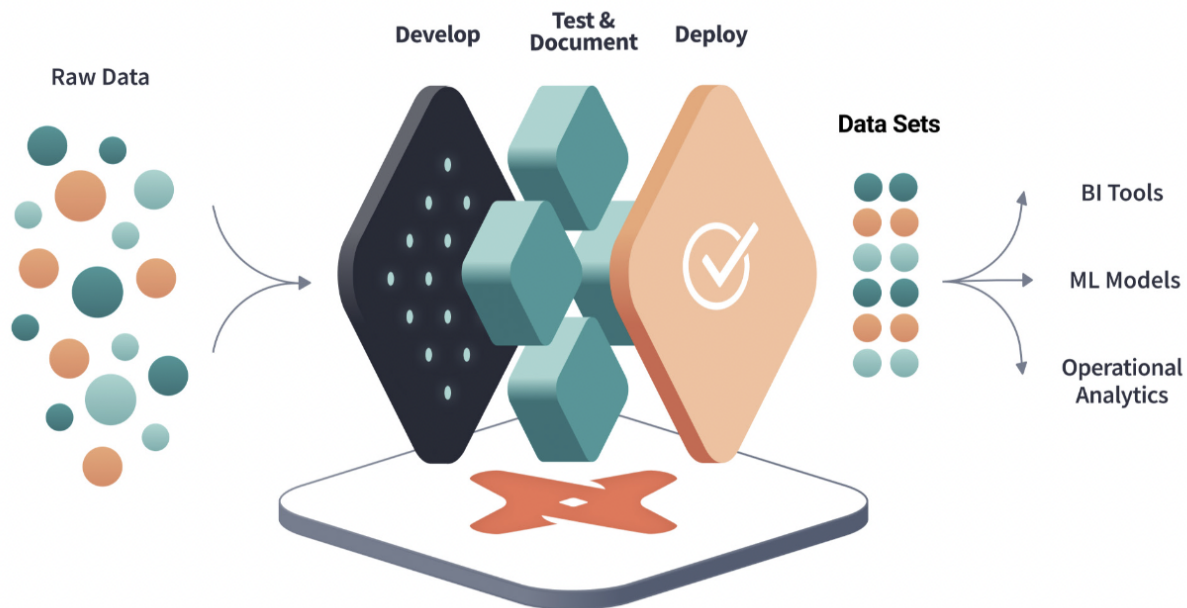 Raw Data
Develop
Test &
Document
Deploy
Data Sets
BI Tools
ML Models
Operational
Analytics